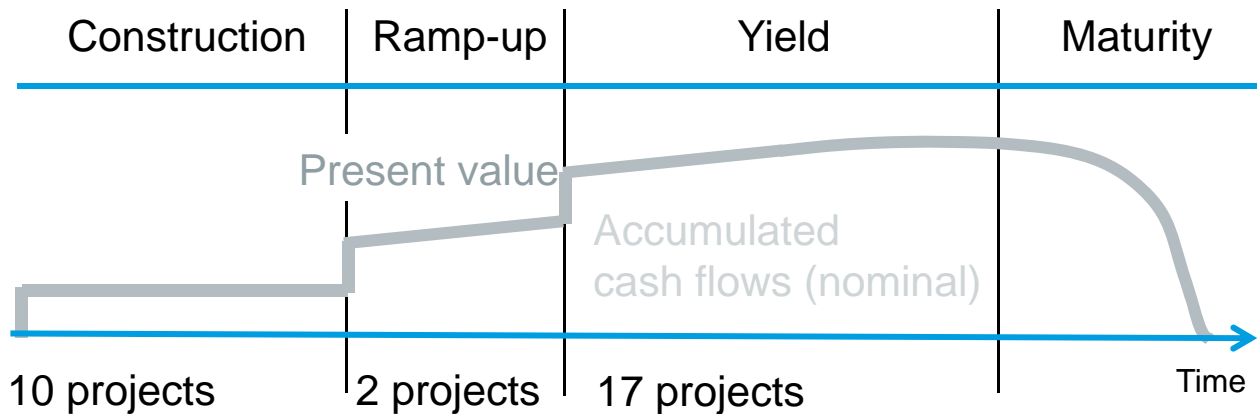 Construction
Ramp-up
Yield
Maturity
Present value
Accumulated
cash flows (nominal)
10 projects
2 projects
17 projects
Time